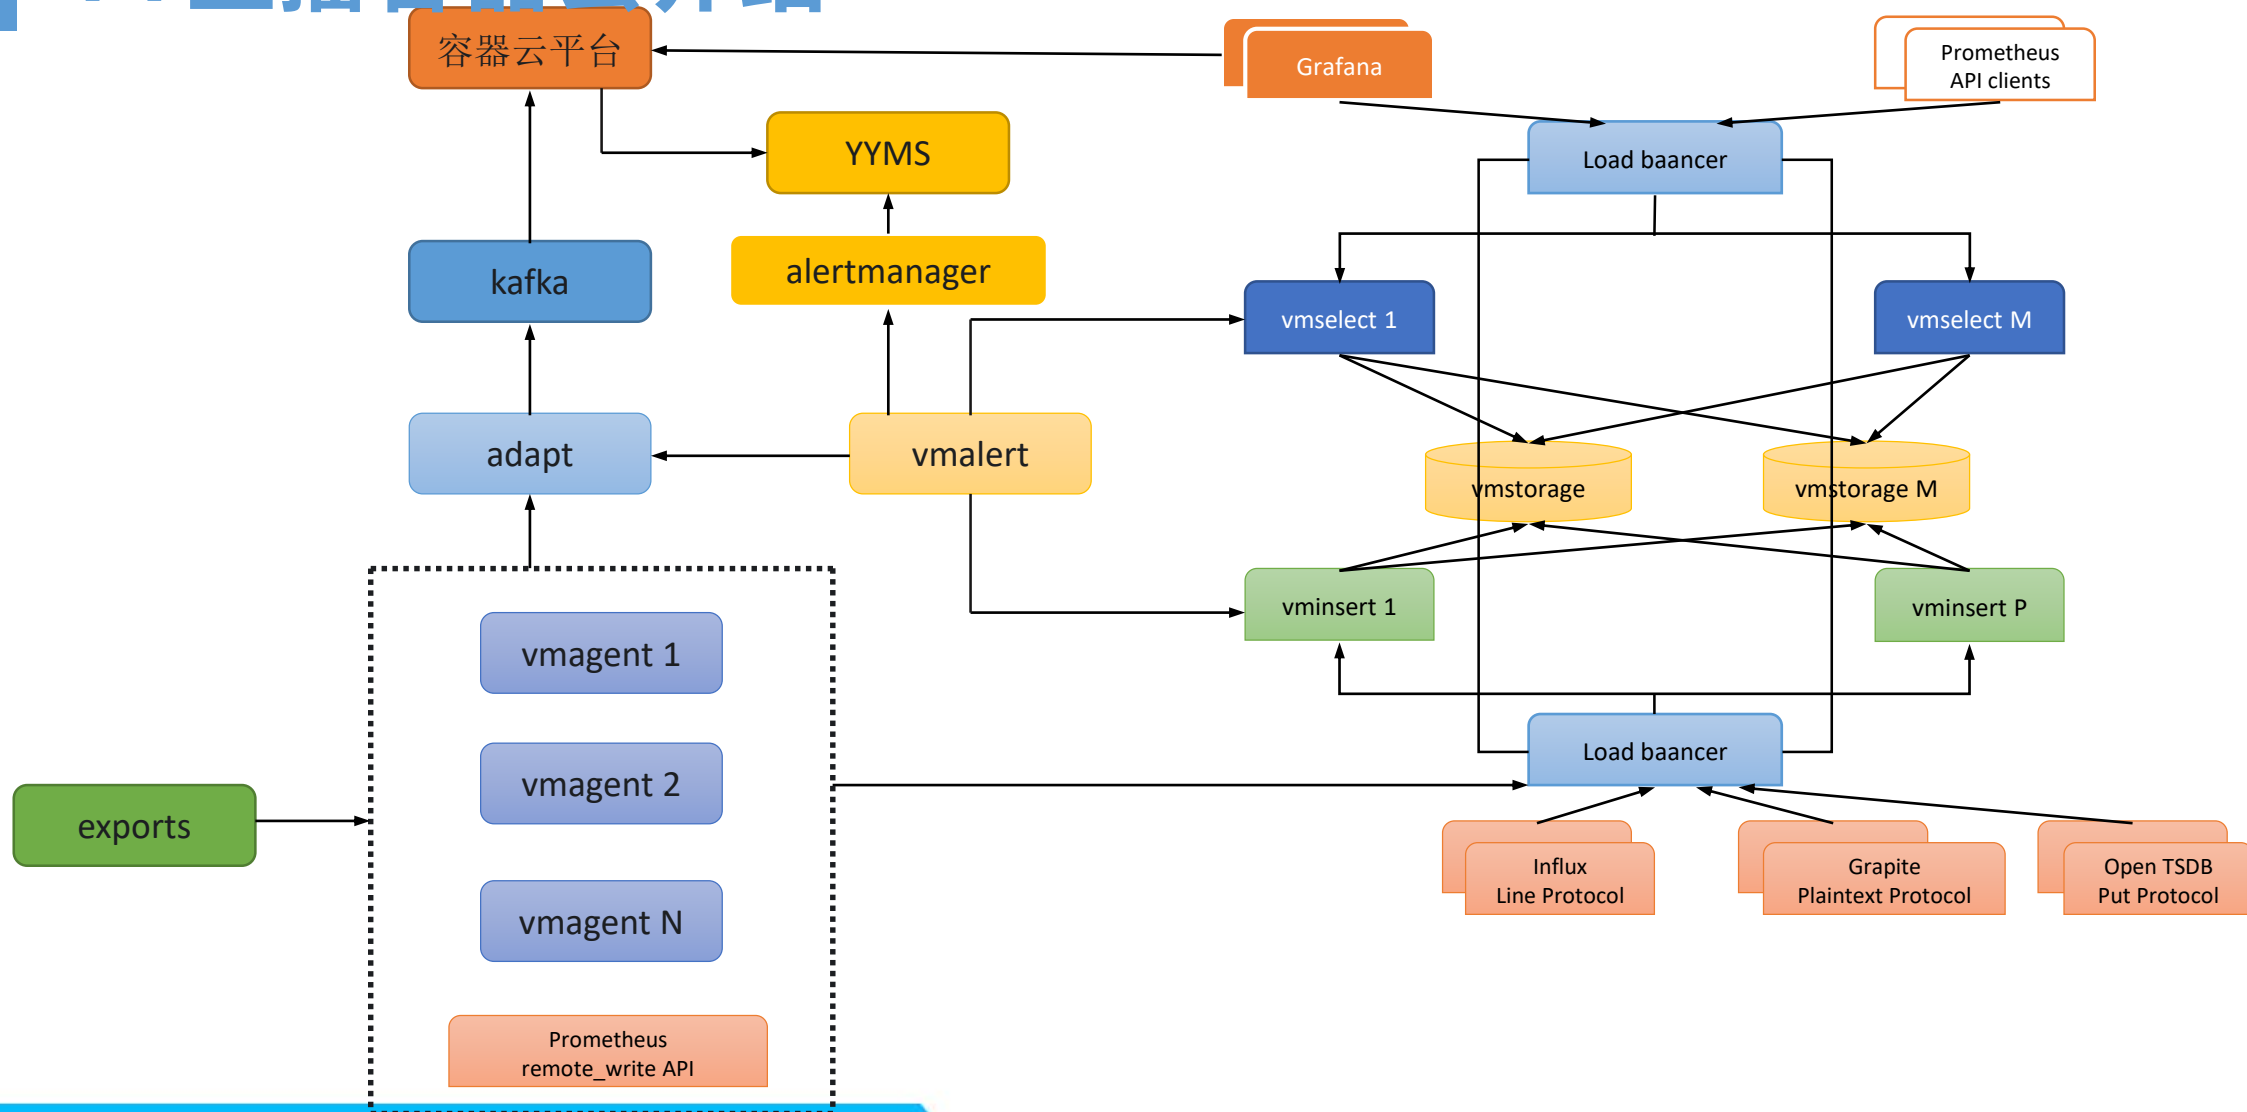 容器云平台
Grafana
Prometheus
API clients
YYMS
Load baancer
kafka
alertmanager
vmselect 1
vmselect M
adapt
vmalert
vmstorage
vmstorage M
vminsert 1
vminsert P
vmagent 1
vmagent 2
vmagent N
Load baancer
exports
Influx
Line Protocol
Grapite
Plaintext Protocol
Open TSDB
Put Protocol
Prometheus
remote_write API